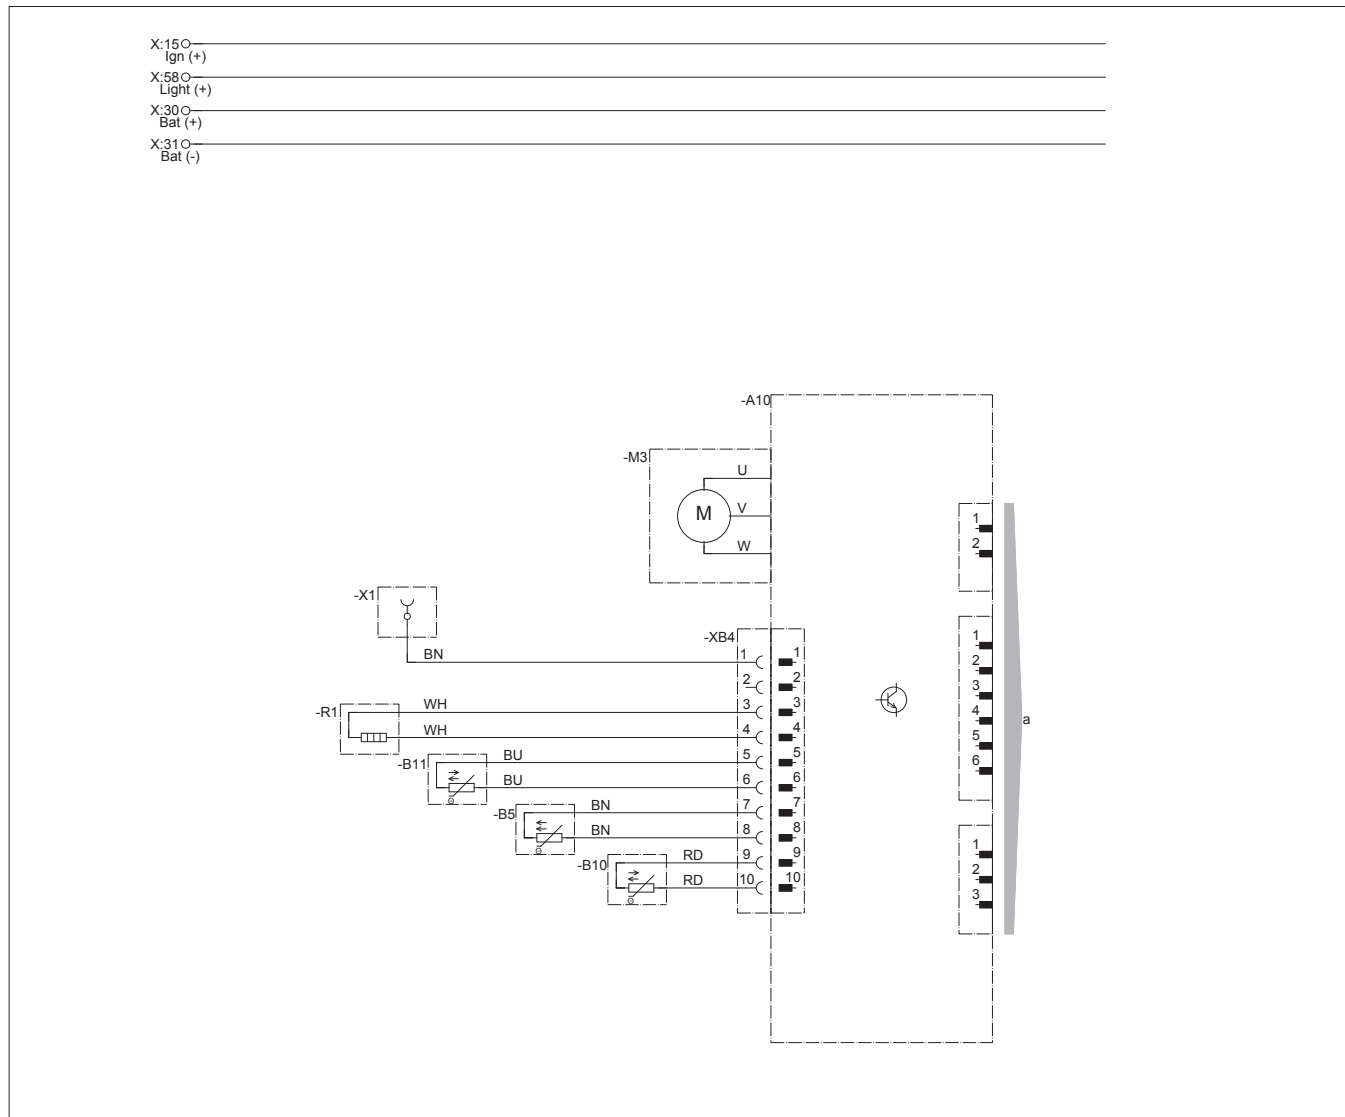 X:15
Ign (+)
X:58
Light (+)
X:30
Bat (+)
X:31
Bat (-)
-A10
-M3
U
M
V
W
1
2
-X1
-XB4
BN
1 1
2 2
-R1
WH
3 3
WH
4 4
-B11
BU
5 5
BU
6 6
-B5
BN
7 7
BN
8 8
-B10
RD
9 9
RD
10 10
1
2
3
4
5
6
a
1
2
3